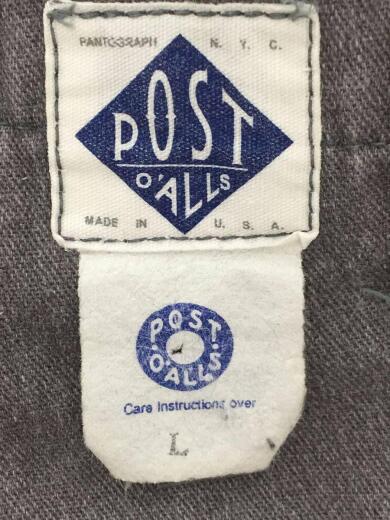 PANTOGRAPH N. Y. C.
POST
O'ALLS
MADE IN U. S. A.
POST
O'ALLS
Care Instructions over
L